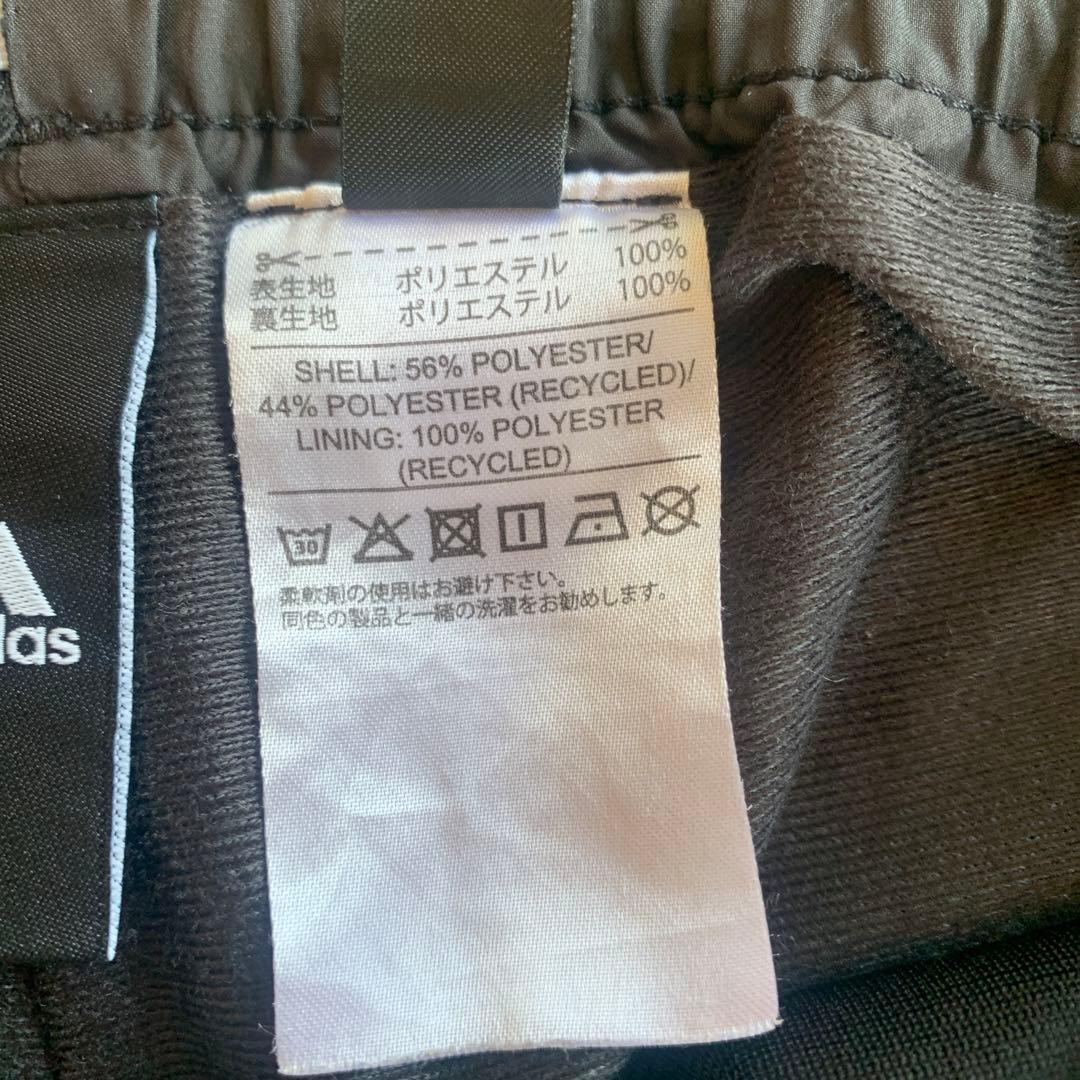 表生地 ポリエステル 100%
裏生地 ポリエステル 100%
SHELL: 56% POLYESTER/
44% POLYESTER (RECYCLED)/
LINING: 100% POLYESTER
(RECYCLED)
30
柔軟剤の使用はお避け下さい。
同色の製品と一緒の洗濯をお勧めします。
das